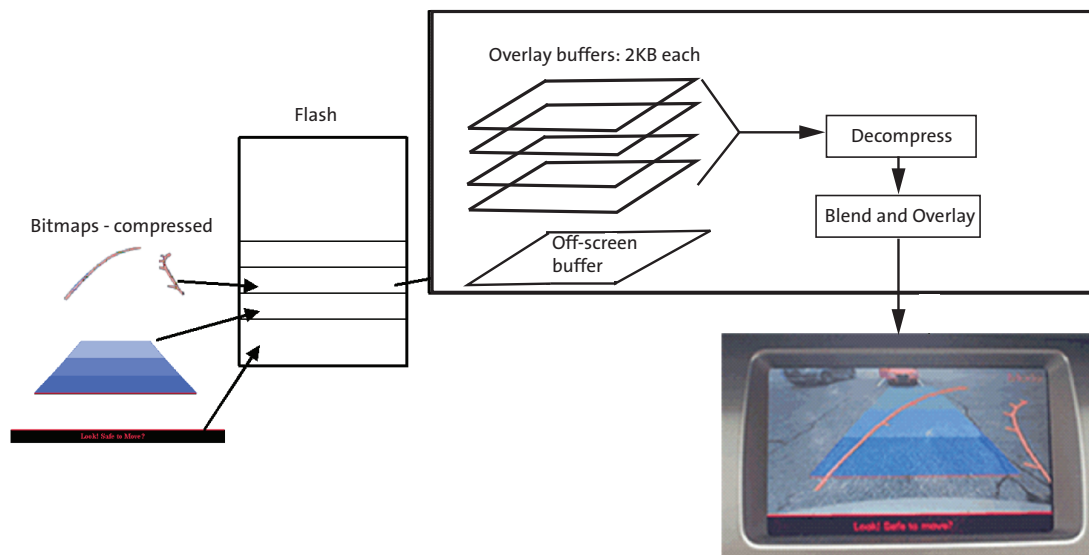 Overlay buffers: 2KB each
Flash
Decompress
Bitmaps - compressed
Blend and Overlay
Off-screen
buffer
Look! Safe to Move?
Look! Safe to move?